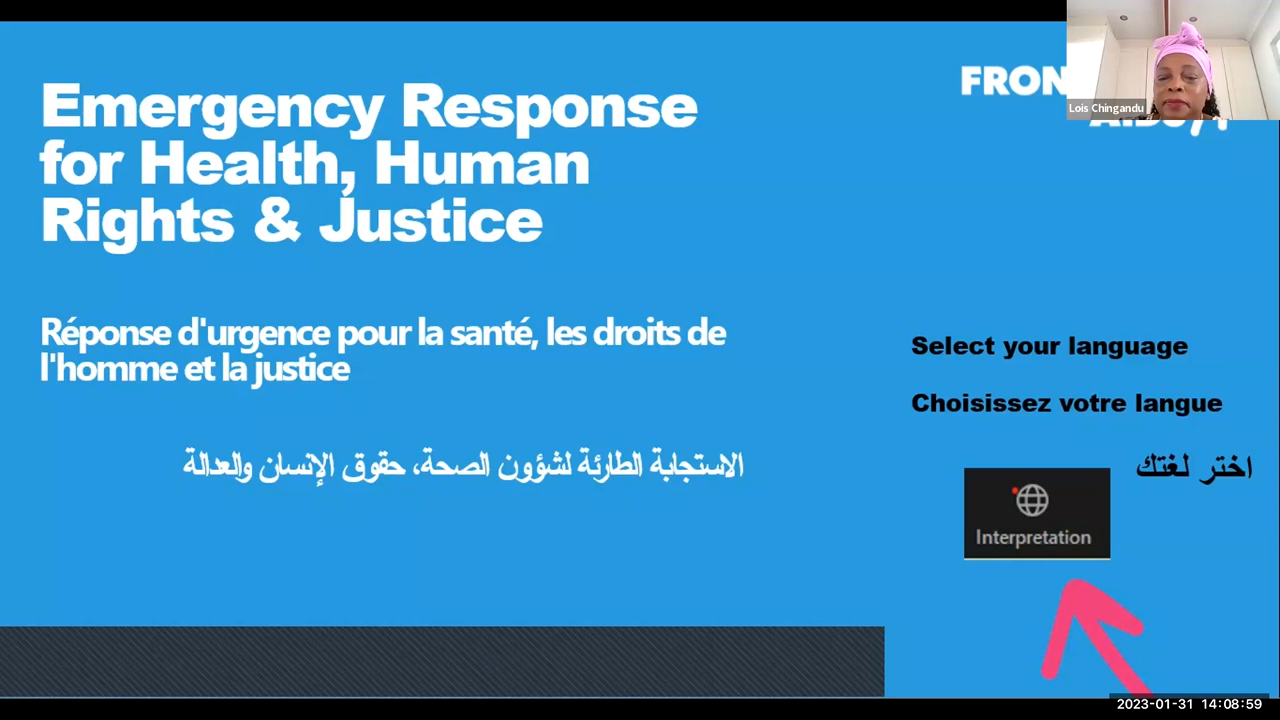 Emergency Response
for Health, Human
Rights & Justice
Réponse d'urgence pour la santé, les droits de
l'homme et la justice
الاستجابة الطارئة لشؤون الصحة، حقوق الإنسان والعدالة
Lois Chingandu
Select your language
Choisissez votre langue
اختر لغتك
Interpretation
2023-01-31 14:08:59